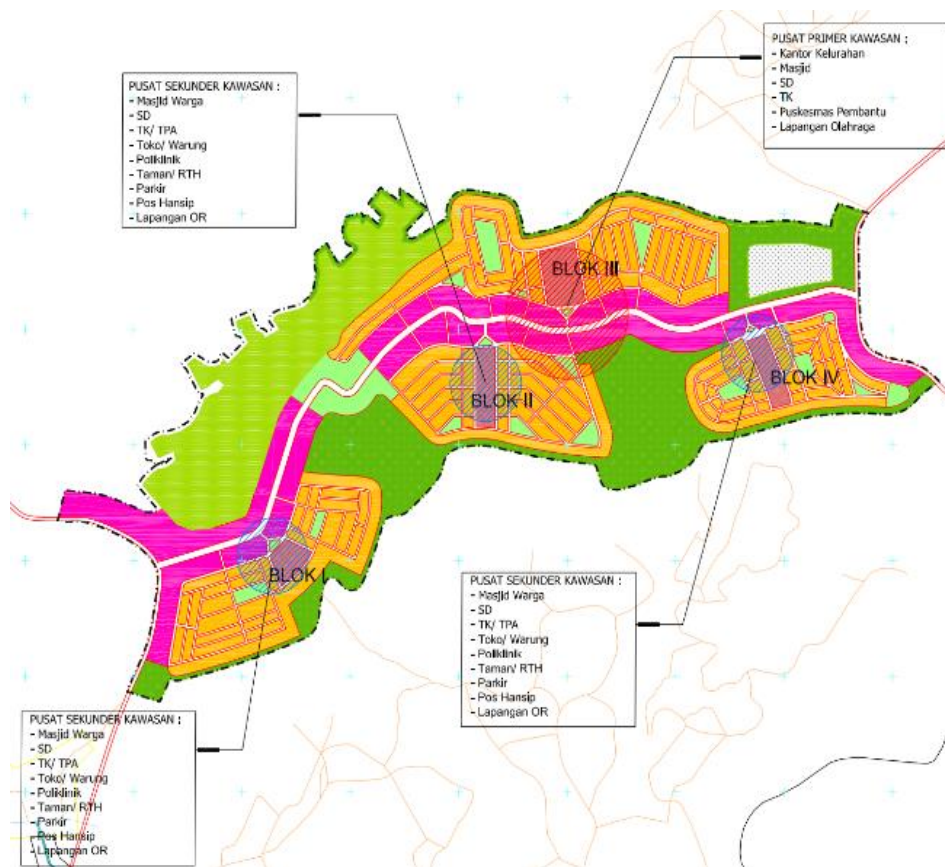 PUSAT PRIMER KAWASAN :
- Kantor Kelurahan
- Masjid
- SD
- TK
- Puskesmas Pembantu
- Lapangan Olahraga
PUSAT SEKUNDER KAWASAN :
- Masjid Warga
- SD
- TK/ TPA
- Toko/ Warung
- Poliklinik
- Taman/ RTH
- Parkir
- Pos Hansip
- Lapangan OR
BLOK III
BLOK IV
BLOK II
BLOK I
PUSAT SEKUNDER KAWASAN :
- Masjid Warga
- SD
- TK/ TPA
- Toko/ Warung
- Poliklinik
- Taman/ RTH
- Parkir
- Pos Hansip
- Lapangan OR
PUSAT SEKUNDER KAWASAN :
- Masjid Warga
- SD
- TK/ TPA
- Toko/ Warung
- Poliklinik
- Taman/ RTH
- Parkir
- Pos Hansip
- Lapangan OR